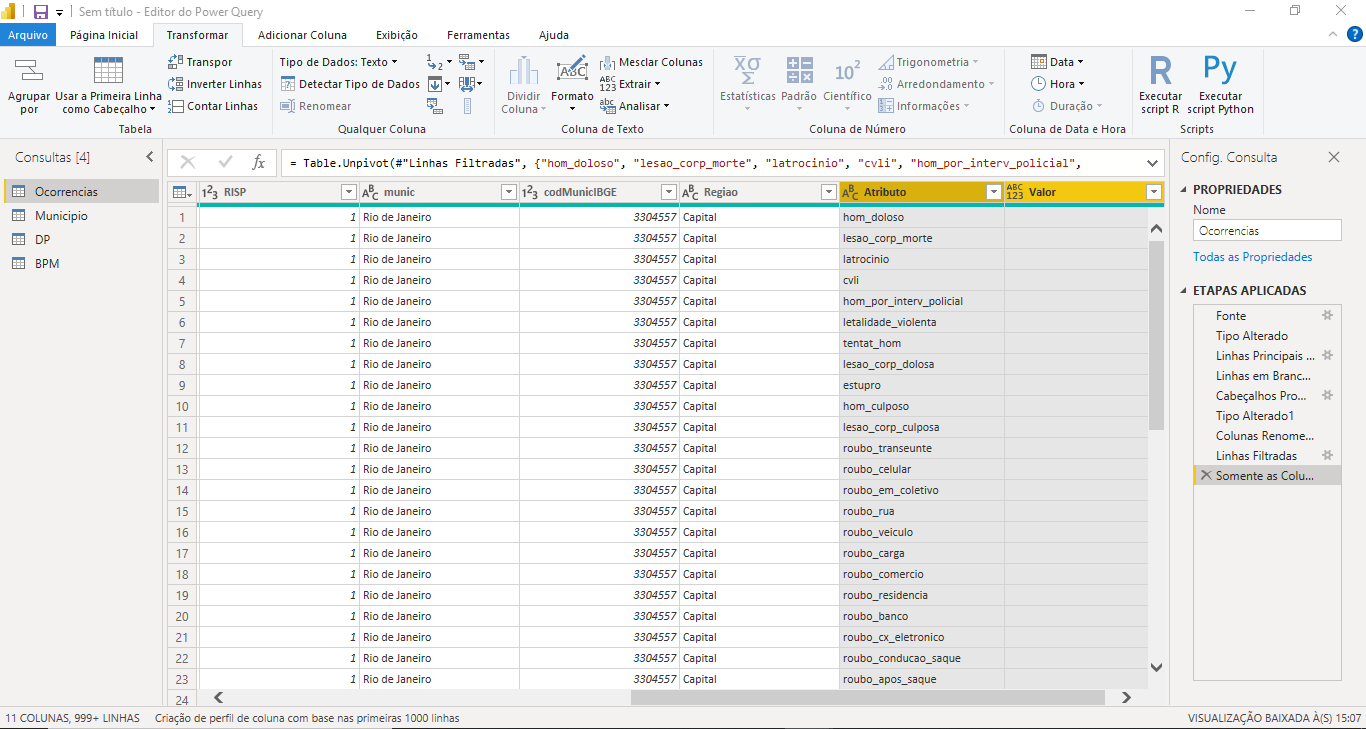 Sem título - Editor do Power Query
Arquivo Página Inicial Transformar Adicionar Coluna Exibição Ferramentas Ajuda
Agrupar por
Usar a Primeira Linha como Cabeçalho
Transpor
Inverter Linhas
Contar Linhas
Tabela
Tipo de Dados: Texto
Detectar Tipo de Dados
Renomear
Qualquer Coluna
Dividir Coluna
Formato
Mesclar Colunas
Extrair
Analisar
Coluna de Texto
Estatísticas
Padrão
Científico
Trigonometria
Arredondamento
Informações
Coluna de Número
Data
Hora
Duração
Coluna de Data e Hora
R
Executar script R
Py
Executar script Python
Scripts
Consultas [4]
Ocorrencias
Municipio
DP
BPM
fx = Table.Unpivot(#"Linhas Filtradas", {"hom_doloso", "lesao_corp_morte", "latrocinio", "cvli", "hom_por_interv_policial",
RISP munic codMunicIBGE Regiao Atributo Valor
1 1 Rio de Janeiro 3304557 Capital hom_doloso
2 1 Rio de Janeiro 3304557 Capital lesao_corp_morte
3 1 Rio de Janeiro 3304557 Capital latrocinio
4 1 Rio de Janeiro 3304557 Capital cvli
5 1 Rio de Janeiro 3304557 Capital hom_por_interv_policial
6 1 Rio de Janeiro 3304557 Capital letalidade_violenta
7 1 Rio de Janeiro 3304557 Capital tentat_hom
8 1 Rio de Janeiro 3304557 Capital lesao_corp_dolosa
9 1 Rio de Janeiro 3304557 Capital estupro
10 1 Rio de Janeiro 3304557 Capital hom_culposo
11 1 Rio de Janeiro 3304557 Capital lesao_corp_culposa
12 1 Rio de Janeiro 3304557 Capital roubo_transeunte
13 1 Rio de Janeiro 3304557 Capital roubo_celular
14 1 Rio de Janeiro 3304557 Capital roubo_em_coletivo
15 1 Rio de Janeiro 3304557 Capital roubo_rua
16 1 Rio de Janeiro 3304557 Capital roubo_veiculo
17 1 Rio de Janeiro 3304557 Capital roubo_carga
18 1 Rio de Janeiro 3304557 Capital roubo_comercio
19 1 Rio de Janeiro 3304557 Capital roubo_residencia
20 1 Rio de Janeiro 3304557 Capital roubo_banco
21 1 Rio de Janeiro 3304557 Capital roubo_cx_eletronico
22 1 Rio de Janeiro 3304557 Capital roubo_conducao_saque
23 1 Rio de Janeiro 3304557 Capital roubo_apos_saque
24
Config. Consulta
PROPRIEDADES
Nome
Ocorrencias
Todas as Propriedades
ETAPAS APLICADAS
Fonte
Tipo Alterado
Linhas Principais ...
Linhas em Branc...
Cabeçalhos Pro...
Tipo Alterado1
Colunas Renome...
Linhas Filtradas
Somente as Colu...
11 COLUNAS, 999+ LINHAS Criação de perfil de coluna com base nas primeiras 1000 linhas VISUALIZAÇÃO BAIXADA À(S) 15:07